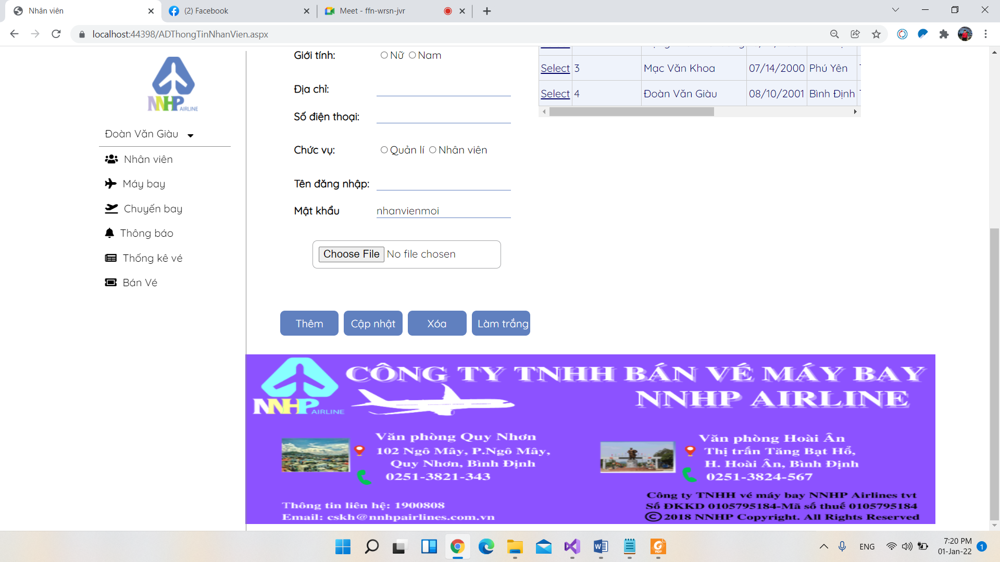 Nhân viên
(2) Facebook
Meet - ffn-wrsn-jvr
localhost:44398/ADThongTinNhanVien.aspx
NNHP AIRLINE
Đoàn Văn Giàu
Nhân viên
Máy bay
Chuyến bay
Thông báo
Thống kê vé
Bán Vé
Giới tính: Nữ Nam
Địa chỉ:
Số điện thoại:
Chức vụ: Quản lí Nhân viên
Tên đăng nhập:
Mật khẩu nhanvienmoi
Choose File No file chosen
Thêm Cập nhật Xóa Làm trắng
Select 3 Mạc Văn Khoa 07/14/2000 Phú Yên
Select 4 Đoàn Văn Giàu 08/10/2001 Bình Định
CÔNG TY TNHH BÁN VÉ MÁY BAY
NNHP AIRLINE
NNHP AIRLINE
Văn phòng Quy Nhơn
102 Ngô Mây, P.Ngô Mây,
Quy Nhơn, Bình Định
0251-3821-343
Văn phòng Hoài Ân
Thị trấn Tăng Bạt Hổ,
H. Hoài Ân, Bình Định
0251-3824-567
Thông tin liên hệ: 1900808
Email: cskh@nnhpairlines.com.vn
Công ty TNHH vé máy bay NNHP Airlines tvt
Số ĐKKD 0105795184-Mã số thuế 0105795184
©2018 NNHP Copyright. All Rights Reserved
ENG
7:20 PM
01-Jan-22
1